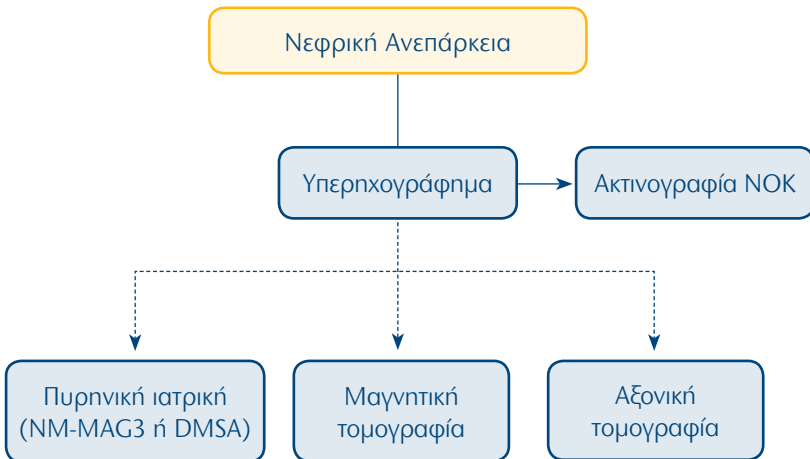 Νεφρική Ανεπάρκεια
Υπερηχογράφημα
Ακτινογραφία ΝΟΚ
Πυρηνική ιατρική
(NM-MAG3 ή DMSA)
Μαγνητική
τομογραφία
Αξονική
τομογραφία